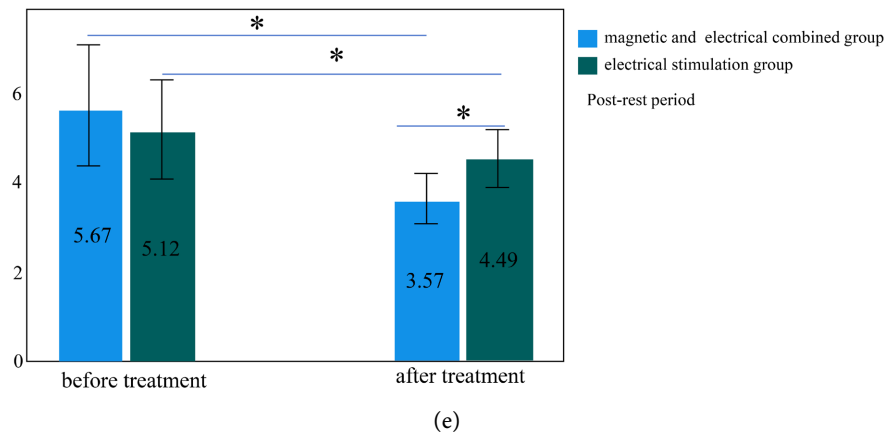 *
magnetic and electrical combined group
*
electrical stimulation group
Post-rest period
6
*
4
5.67
5.12
4.49
3.57
2
0
before treatment
after treatment
(e)